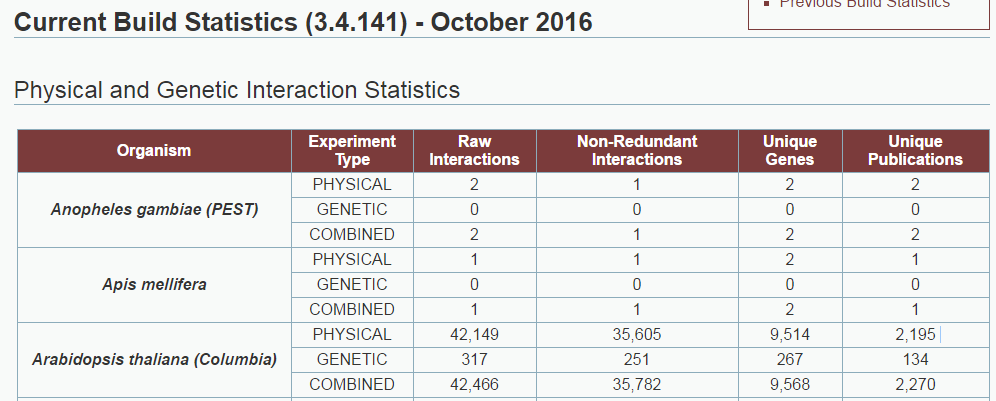 Previous Build Statistics
Current Build Statistics (3.4.141) - October 2016
Physical and Genetic Interaction Statistics
Organism Experiment Type Raw Interactions Non-Redundant Interactions Unique Genes Unique Publications
Anopheles gambiae (PEST) PHYSICAL 2 1 2 2
GENETIC 0 0 0 0
COMBINED 2 1 2 2
Apis mellifera PHYSICAL 1 1 2 1
GENETIC 0 0 0 0
COMBINED 1 1 2 1
Arabidopsis thaliana (Columbia) PHYSICAL 42,149 35,605 9,514 2,195
GENETIC 317 251 267 134
COMBINED 42,466 35,782 9,568 2,270